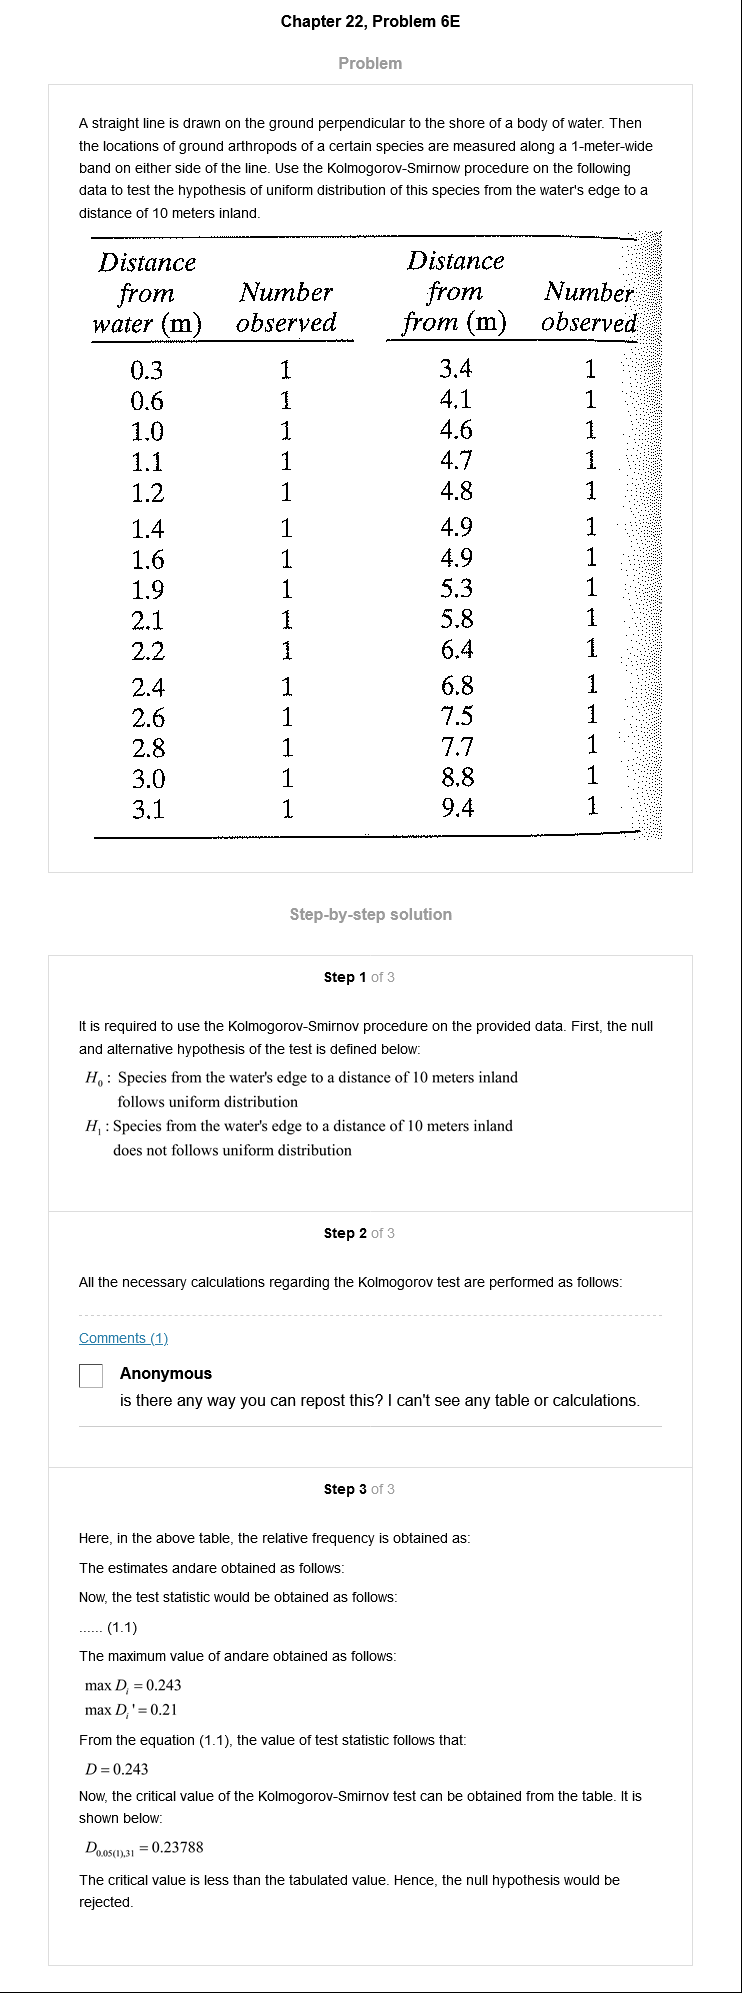 Chapter 22, Problem 6E
Problem
A straight line is drawn on the ground perpendicular to the shore of a body of water. Then
the locations of ground arthropods of a certain species are measured along a 1-meter-wide
band on either side of the line. Use the Kolmogorov-Smirnow procedure on the following
data to test the hypothesis of uniform distribution of this species from the water's edge to a
distance of 10 meters inland.
Distance Distance
from Number from Number
water (m) observed from (m) observed
0.3 1 3.4 1
0.6 1 4.1 1
1.0 1 4.6 1
1.1 1 4.7 1
1.2 1 4.8 1
1.4 1 4.9 1
1.6 1 4.9 1
1.9 1 5.3 1
2.1 1 5.8 1
2.2 1 6.4 1
2.4 1 6.8 1
2.6 1 7.5 1
2.8 1 7.7 1
3.0 1 8.8 1
3.1 1 9.4 1
Step-by-step solution
Step 1 of 3
It is required to use the Kolmogorov-Smirnov procedure on the provided data. First, the null
and alternative hypothesis of the test is defined below:
H₀ : Species from the water's edge to a distance of 10 meters inland
follows uniform distribution
H₁ : Species from the water's edge to a distance of 10 meters inland
does not follows uniform distribution
Step 2 of 3
All the necessary calculations regarding the Kolmogorov test are performed as follows:
Comments (1)
Anonymous
is there any way you can repost this? I can't see any table or calculations.
Step 3 of 3
Here, in the above table, the relative frequency is obtained as:
The estimates andare obtained as follows:
Now, the test statistic would be obtained as follows:
...... (1.1)
The maximum value of andare obtained as follows:
max Dᵢ = 0.243
max Dᵢ' = 0.21
From the equation (1.1), the value of test statistic follows that:
D = 0.243
Now, the critical value of the Kolmogorov-Smirnov test can be obtained from the table. It is
shown below:
D0.05(1),31 = 0.23788
The critical value is less than the tabulated value. Hence, the null hypothesis would be
rejected.